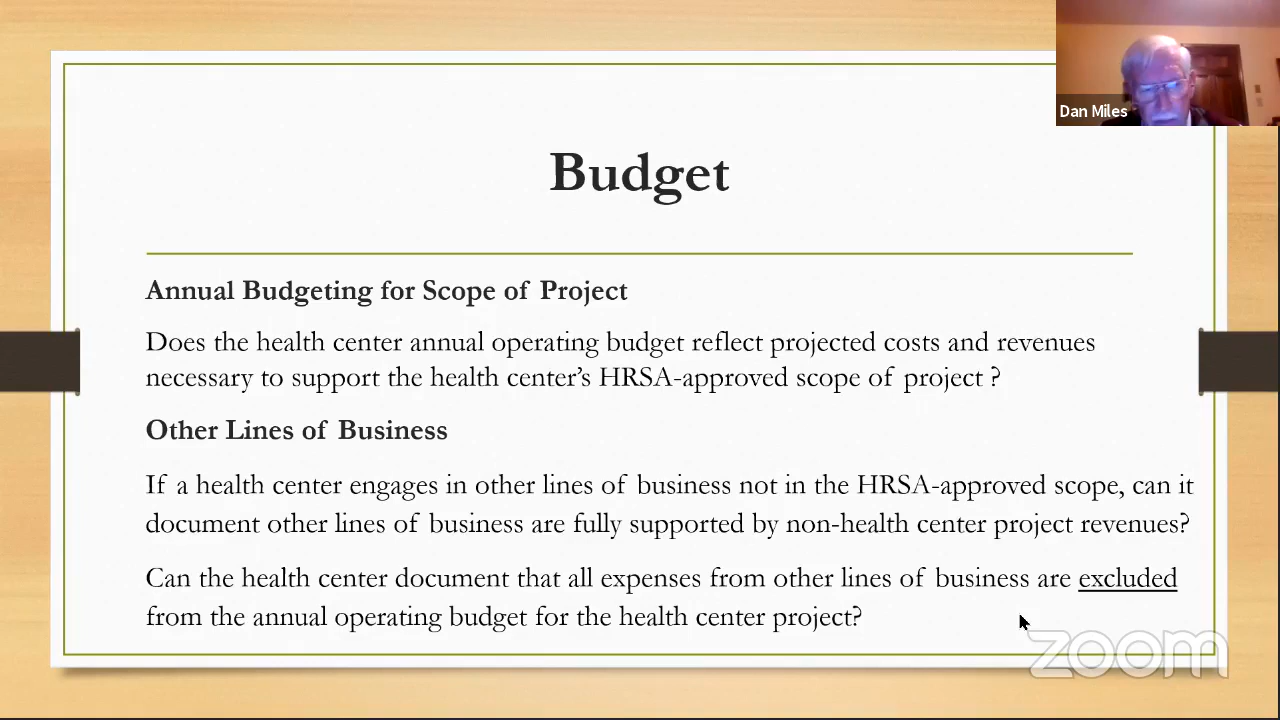 Dan Miles
Budget
Annual Budgeting for Scope of Project
Does the health center annual operating budget reflect projected costs and revenues
necessary to support the health center’s HRSA-approved scope of project ?
Other Lines of Business
If a health center engages in other lines of business not in the HRSA-approved scope, can it
document other lines of business are fully supported by non-health center project revenues?
Can the health center document that all expenses from other lines of business are excluded
from the annual operating budget for the health center project?
zoom